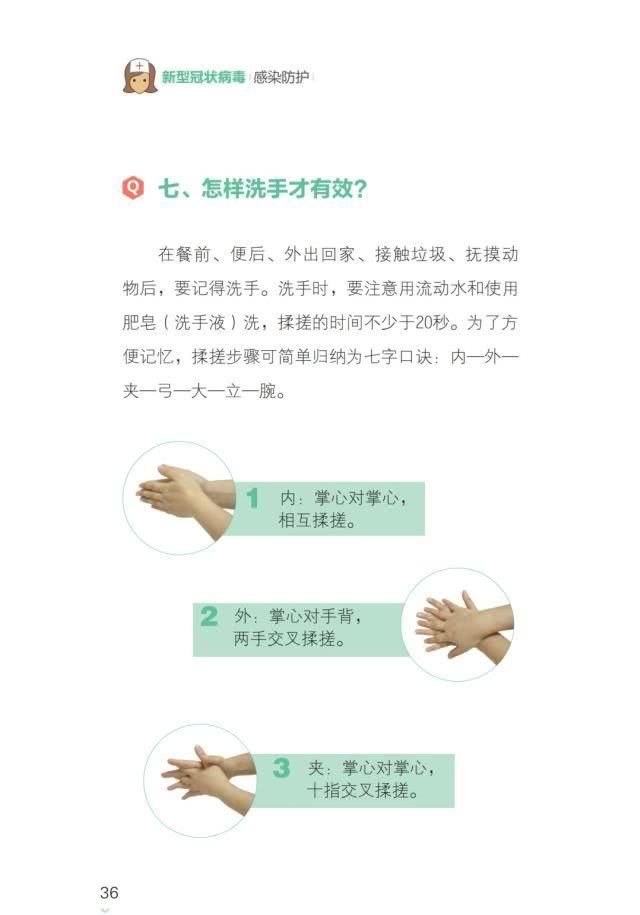 新型冠状病毒 感染防护
Q 七、怎样洗手才有效?
在餐前、便后、外出回家、接触垃圾、抚摸动
物后，要记得洗手。洗手时，要注意用流动水和使用
肥皂（洗手液）洗，揉搓的时间不少于20秒。为了方
便记忆，揉搓步骤可简单归纳为七字口诀：内—外—
夹—弓—大—立—腕。
1 内：掌心对掌心，
相互揉搓。
2 外：掌心对手背，
两手交叉揉搓。
3 夹：掌心对掌心，
十指交叉揉搓。
36